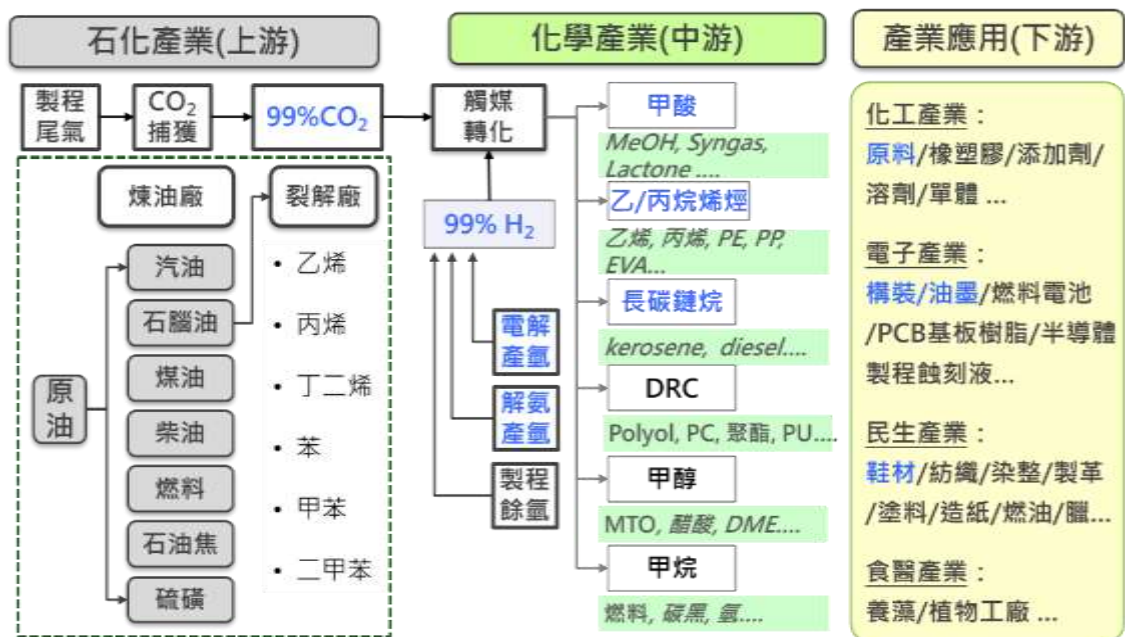 石化產業(上游)
製程
尾氣
CO₂
捕獲
99%CO₂
煉油廠
裂解廠
原
油
汽油
石腦油
煤油
柴油
燃料
石油焦
硫磺
• 乙烯
• 丙烯
• 丁二烯
• 苯
• 甲苯
• 二甲苯
化學產業(中游)
觸媒
轉化
99% H₂
電解
產氫
解氨
產氫
製程
餘氫
甲酸
MeOH, Syngas,
Lactone ....
乙/丙烷烯烴
乙烯, 丙烯, PE, PP,
EVA...
長碳鏈烷
kerosene, diesel....
DRC
Polyol, PC, 聚酯, PU....
甲醇
MTO, 醋酸, DME....
甲烷
燃料, 碳黑, 氫....
產業應用(下游)
化工產業：
原料/橡塑膠/添加劑/
溶劑/單體 ...
電子產業：
構裝/油墨/燃料電池
/PCB基板樹脂/半導體
製程蝕刻液...
民生產業：
鞋材/紡織/染整/製革
/塗料/造紙/燃油/臘...
食醫產業：
養藻/植物工廠 ...